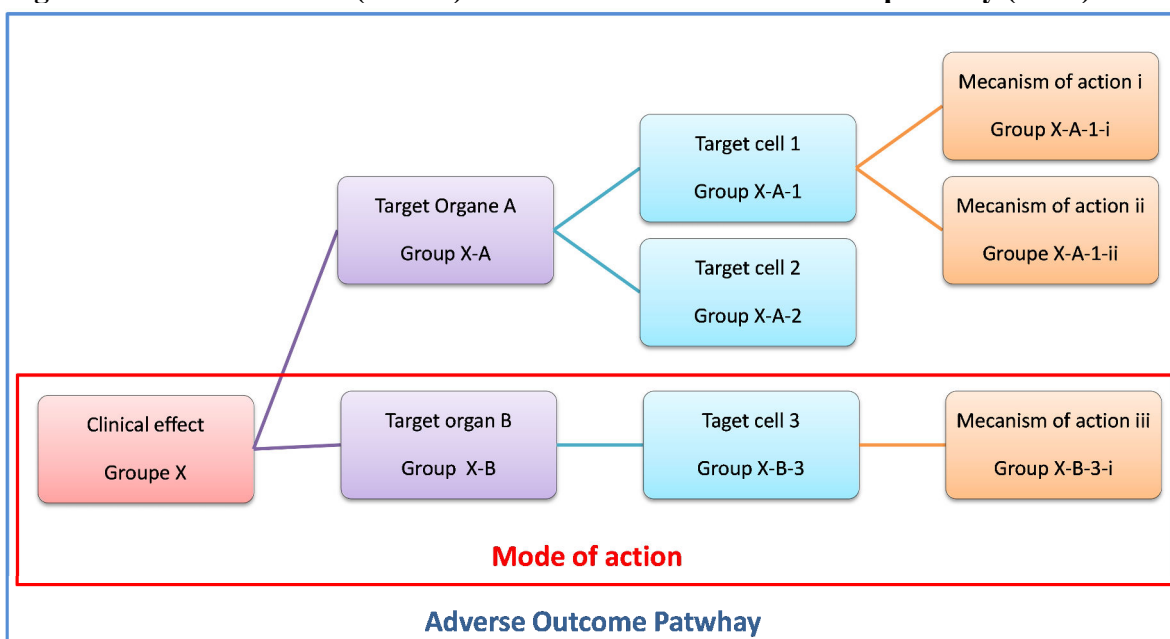 Mecanism of action i
Group X-A-1-i
Target cell 1
Group X-A-1
Target Organe A
Group X-A
Mecanism of action ii
Groupe X-A-1-ii
Target cell 2
Group X-A-2
Clinical effect
Groupe X
Target organ B
Group X-B
Taget cell 3
Group X-B-3
Mecanism of action iii
Group X-B-3-i
Mode of action
Adverse Outcome Patwhay